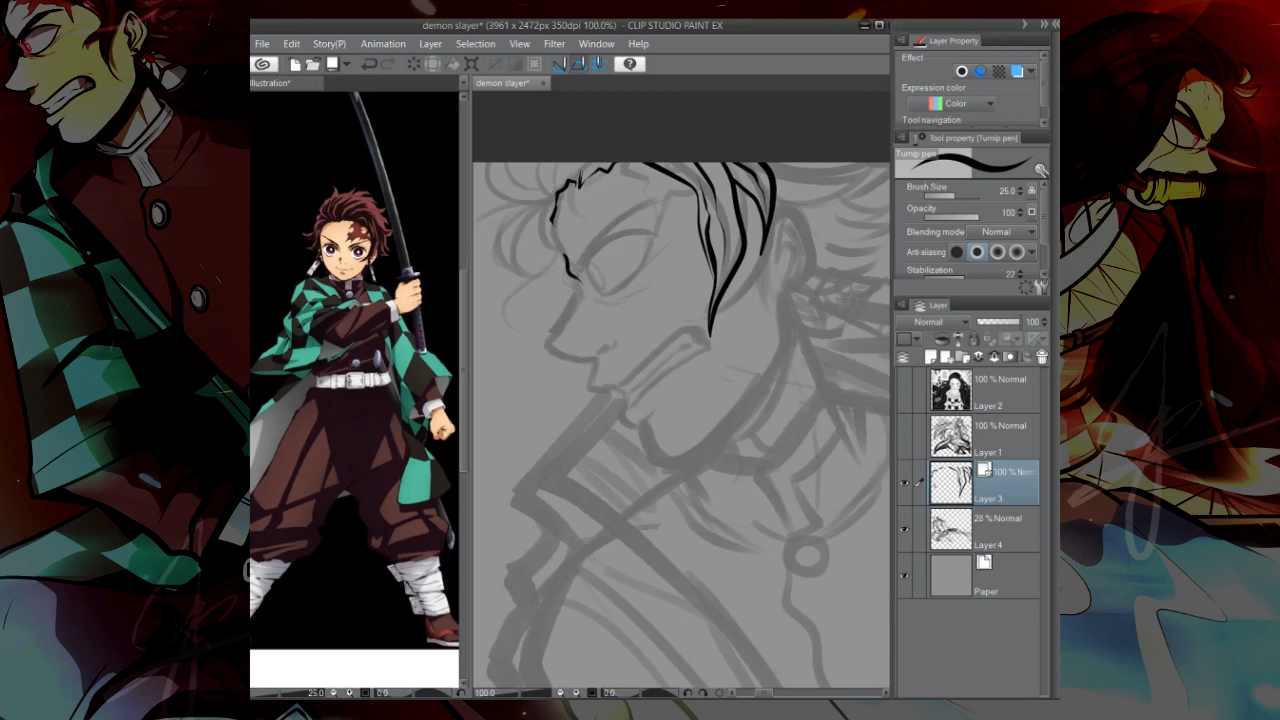 demon slayer* (3961 x 2472px 350dpi 100.0%) - CLIP STUDIO PAINT EX
File Edit Story(P) Animation Layer Selection View Filter Window Help
llustration*
demon slayer*
Layer Property
Effect
Expression color
Color
Tool navigation
Tool property [Turnip pen]
Turnip pen
Brush Size 25.0
Opacity 100
Blending mode Normal
Anti-aliasing
Stabilization 22
Layer
Normal 100
100 % Normal
Layer 2
100 % Normal
Layer 1
100 % Norm
Layer 3
28 % Normal
Layer 4
Paper
25.0 0.0
100.0 0.0